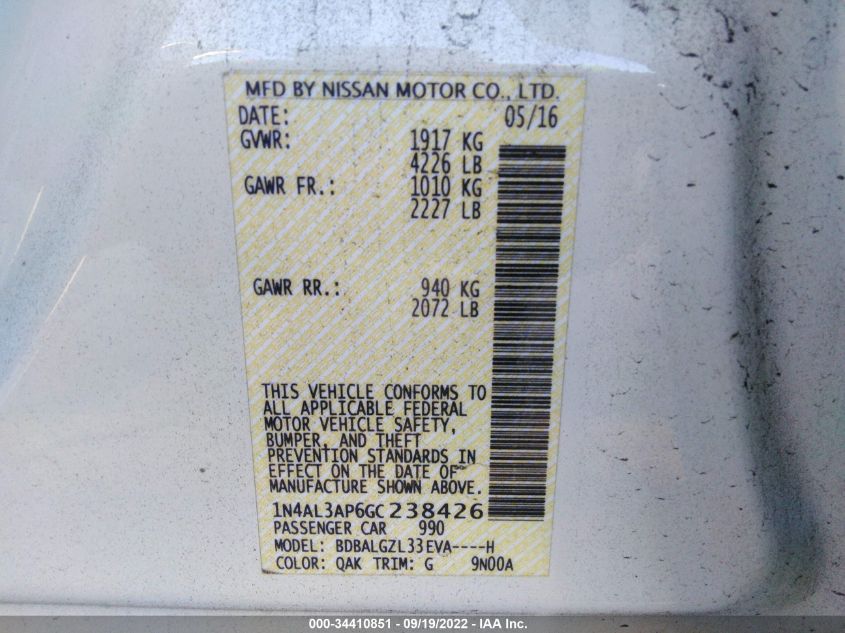 MFD BY NISSAN MOTOR CO., LTD.
DATE: 05/16
GVWR: 1917 KG
4226 LB
GAWR FR.: 1010 KG
2227 LB
GAWR RR.: 940 KG
2072 LB
THIS VEHICLE CONFORMS TO
ALL APPLICABLE FEDERAL
MOTOR VEHICLE SAFETY,
BUMPER, AND THEFT
PREVENTION STANDARDS IN
EFFECT ON THE DATE OF
MANUFACTURE SHOWN ABOVE.
1N4AL3AP6GC238426
PASSENGER CAR 990
MODEL: BDBALGZL33EVA----H
COLOR: QAK TRIM: G 9N00A
000-34410851 - 09/19/2022 - IAA Inc.